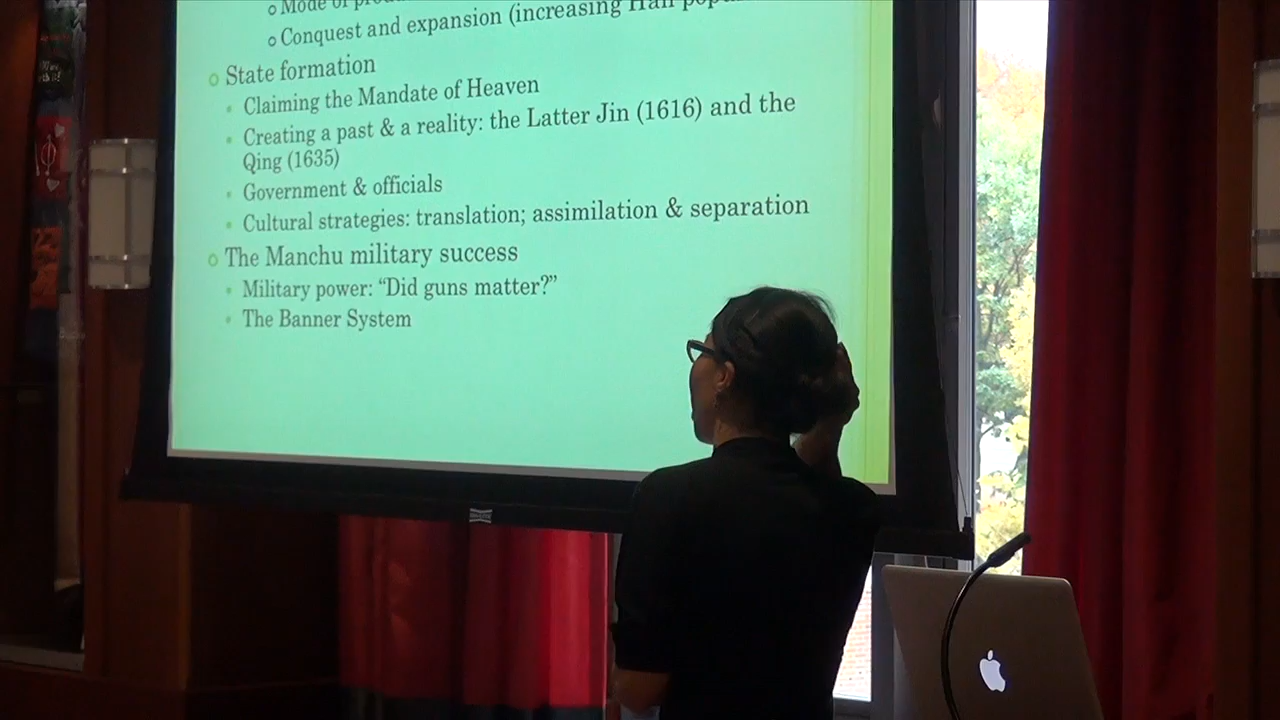 Mode of
Conquest and expansion (increasing Han
State formation
Claiming the Mandate of Heaven
Creating a past & a reality: the Latter Jin (1616) and the
Qing (1635)
Government & officials
Cultural strategies: translation; assimilation & separation
The Manchu military success
Military power: “Did guns matter?”
The Banner System